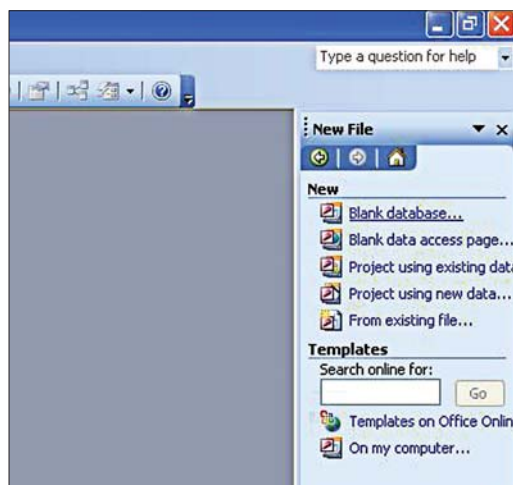 Type a question for help
New File
New
Blank database...
Blank data access page...
Project using existing data
Project using new data...
From existing file...
Templates
Search online for:
Go
Templates on Office Onlin
On my computer...